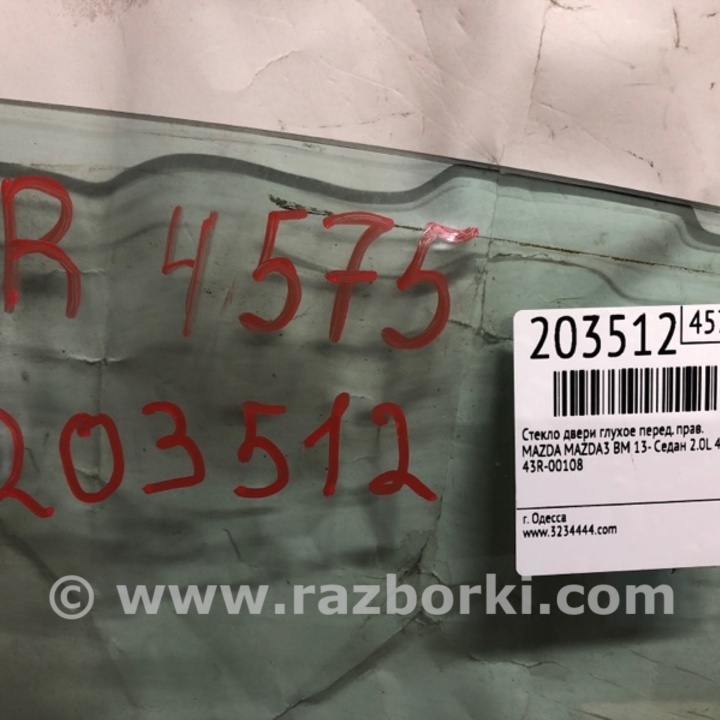 R 4575
203512
203512
Стекло двери глухое перед. прав.
MAZDA MAZDA3 BM 13- Седан 2.0L
43R-00108
г. Одесса
www.3234444.com
© www.razborki.com